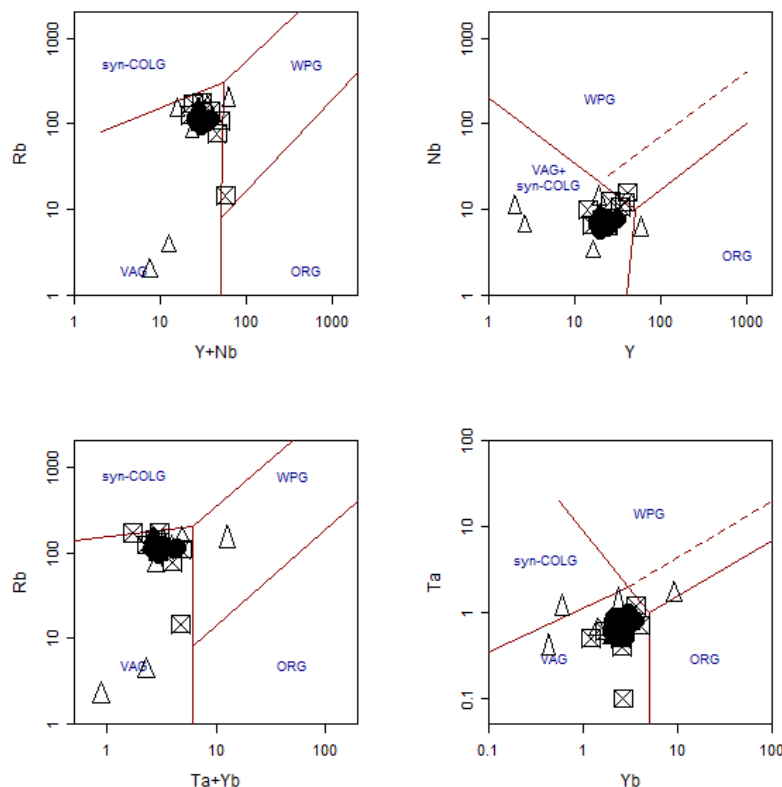 1000
100
10
1
Rb
syn-COLG
WPG
VAG
ORG
1 10 100 1000
Y+Nb
1000
100
10
1
Nb
WPG
VAG+
syn-COLG
ORG
1 10 100 1000
Y
1000
100
10
1
Rb
syn-COLG
WPG
VAG
ORG
1 10 100
Ta+Yb
100
10
1
0.1
Ta
WPG
syn-COLG
VAG
ORG
0.1 1 10 100
Yb